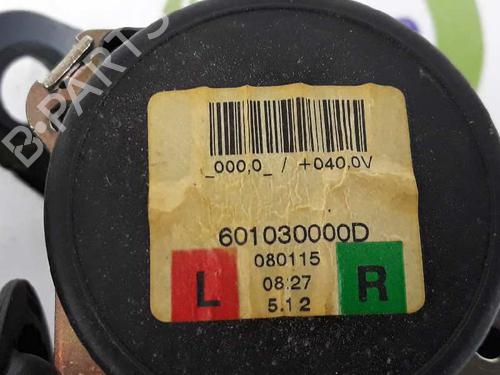 _000,0_ / +040,0V
601030000D
080115
L
08:27
R
5.12
B-PARTS